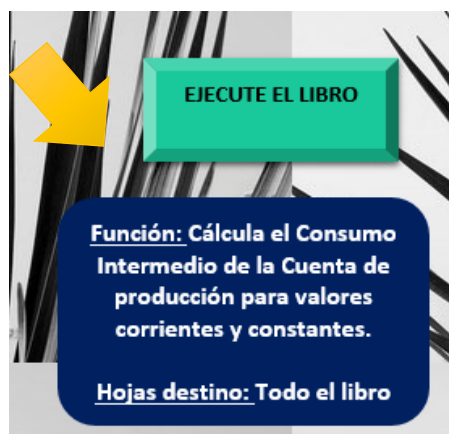 EJECUTE EL LIBRO
Función: Cálcula el Consumo
Intermedio de la Cuenta de
producción para valores
corrientes y constantes.
Hojas destino: Todo el libro